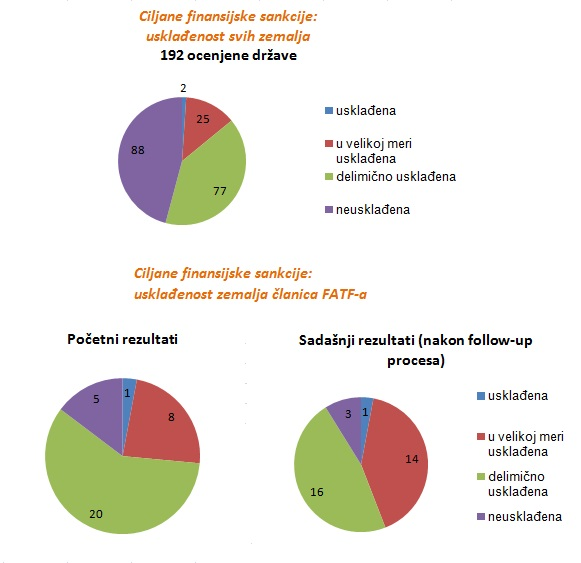 Ciljane finansijske sankcije:
usklađenost svih zemalja
192 ocenjene države
2
25
88
77
usklađena
u velikoj meri
usklađena
delimično usklađena
neusklađena
Ciljane finansijske sankcije:
usklađenost zemalja članica FATF-a
Početni rezultati
1
5
8
20
Sadašnji rezultati (nakon follow-up
procesa)
1
3
14
16
usklađena
u velikoj meri
usklađena
delimično
usklađena
neusklađena